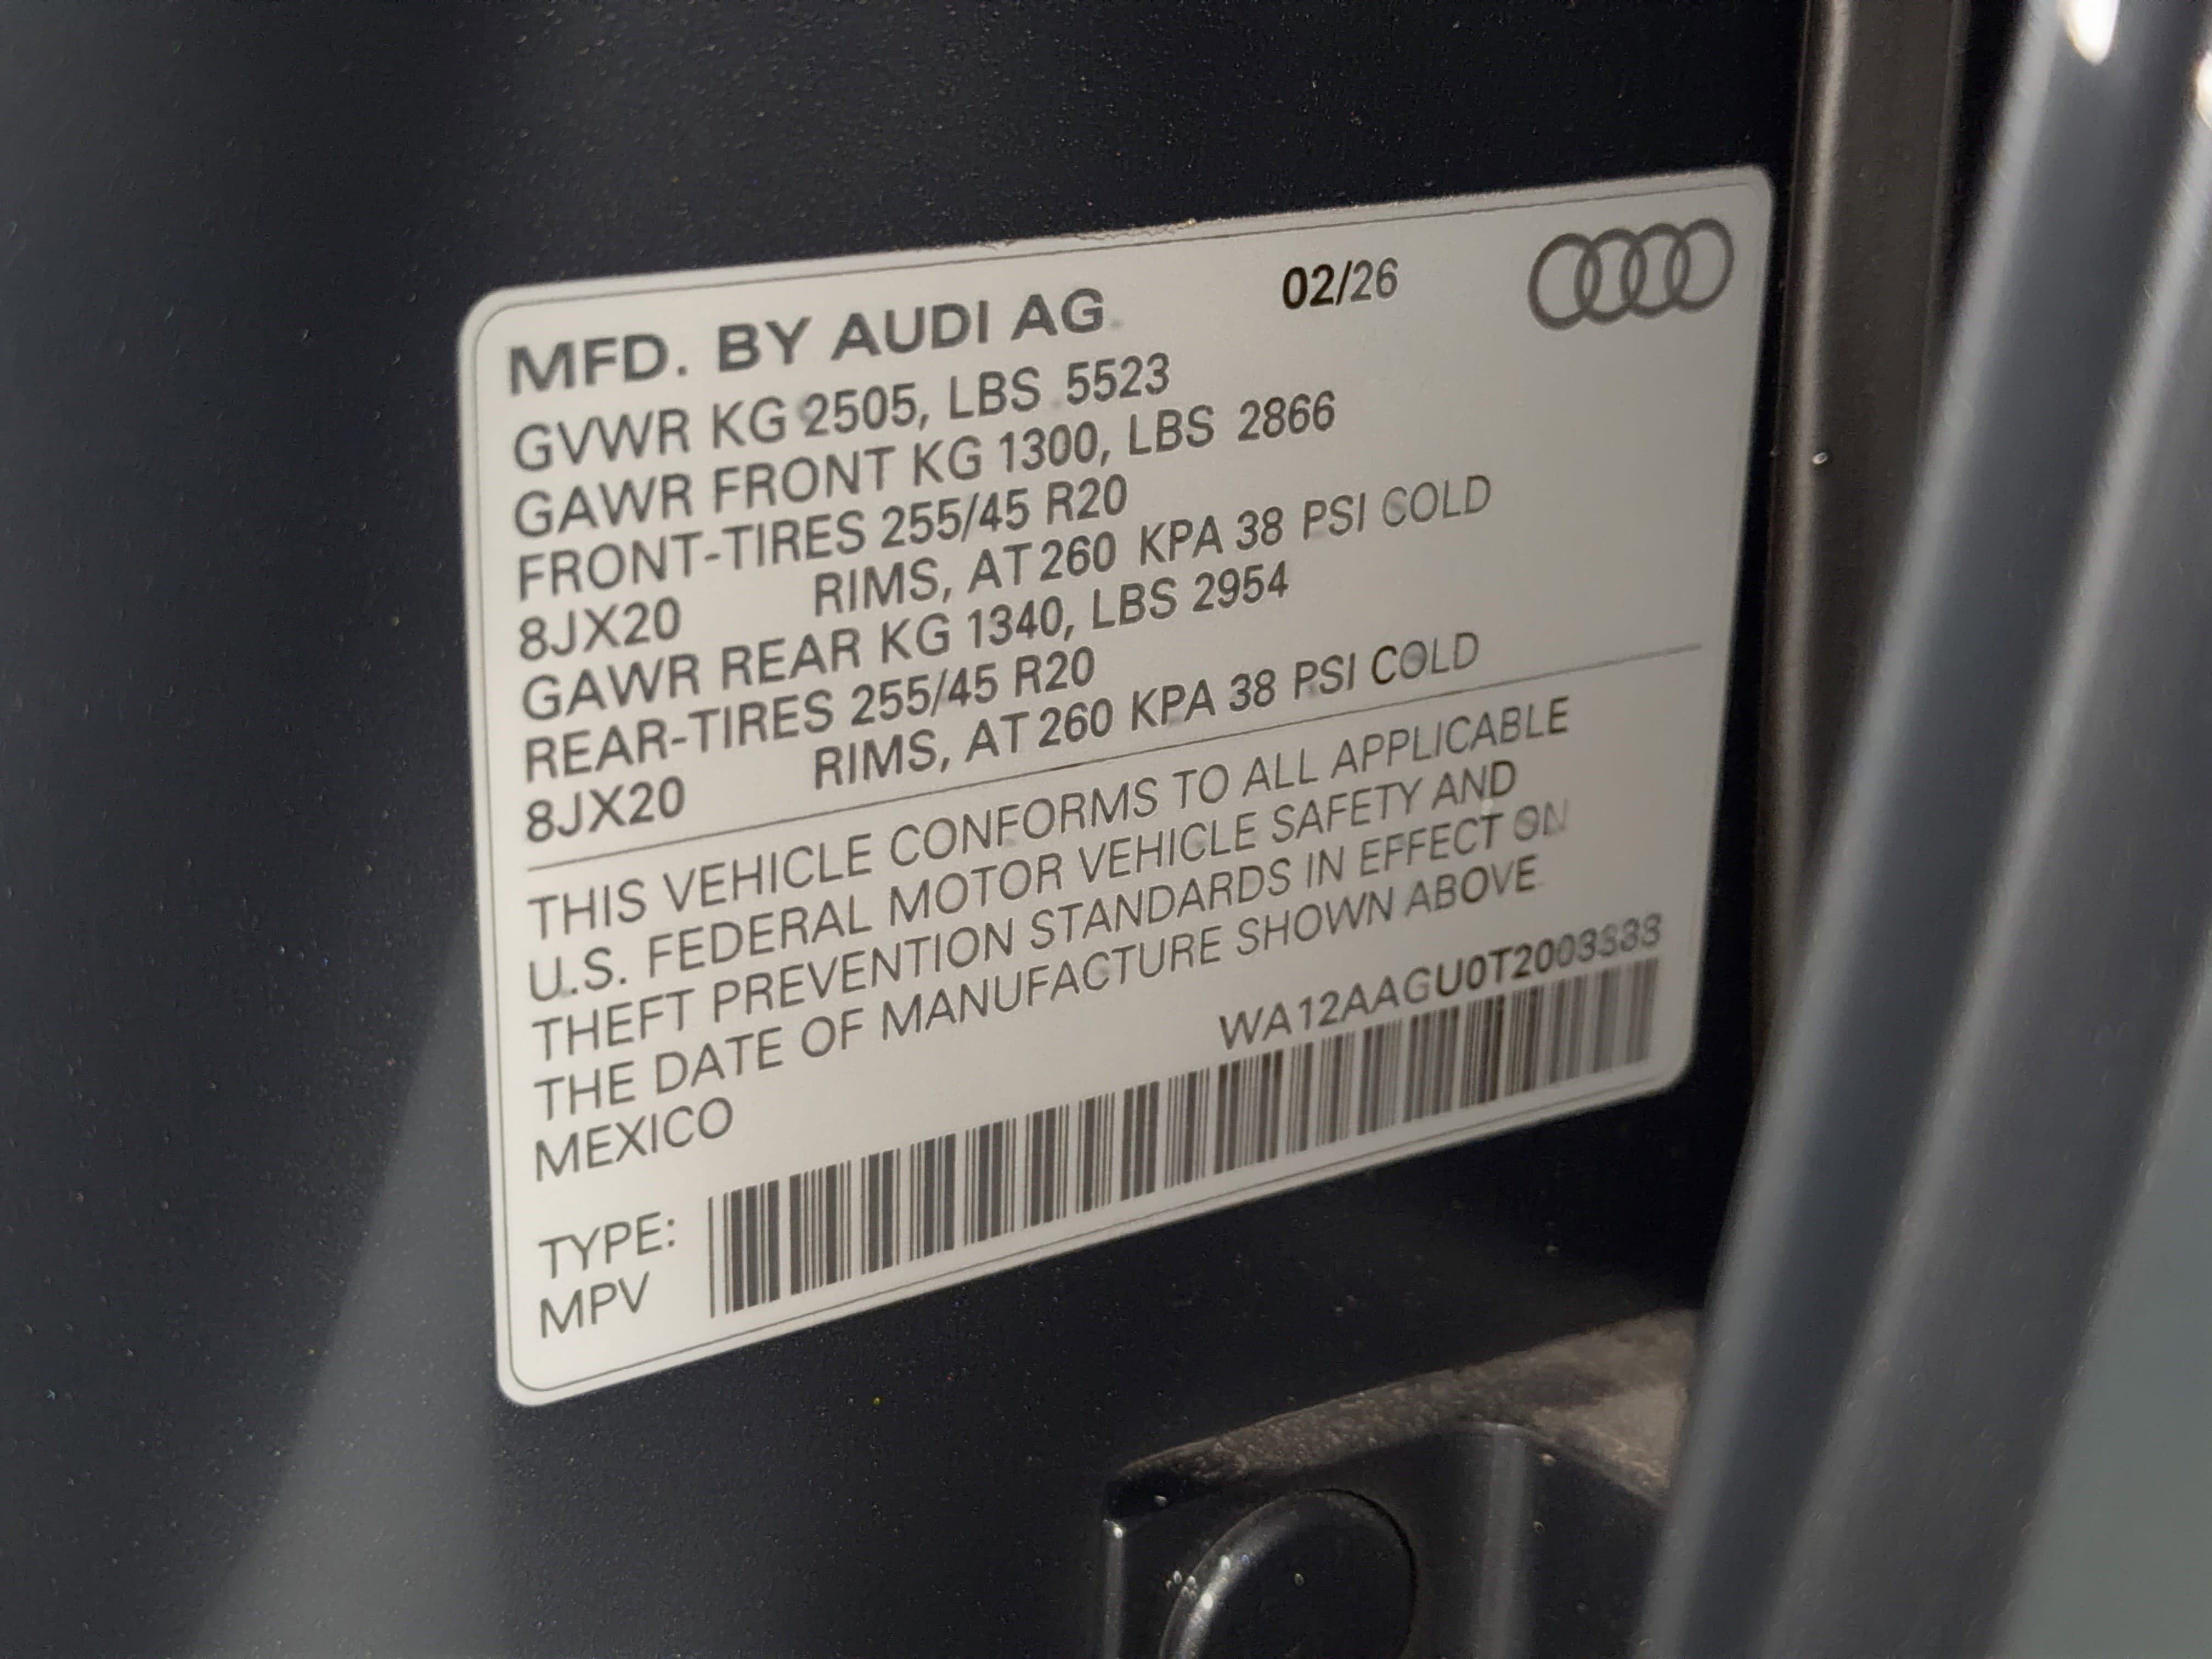 MFD. BY AUDI AG 02/26
GVWR KG 2505, LBS 5523
GAWR FRONT KG 1300, LBS 2866
FRONT-TIRES 255/45 R20
8JX20 RIMS, AT 260 KPA 38 PSI COLD
GAWR REAR KG 1340, LBS 2954
REAR-TIRES 255/45 R20
8JX20 RIMS, AT 260 KPA 38 PSI COLD
THIS VEHICLE CONFORMS TO ALL APPLICABLE
U.S. FEDERAL MOTOR VEHICLE SAFETY AND
THEFT PREVENTION STANDARDS IN EFFECT ON
THE DATE OF MANUFACTURE SHOWN ABOVE
MEXICO
WA12AAGU0T2003333
TYPE:
MPV